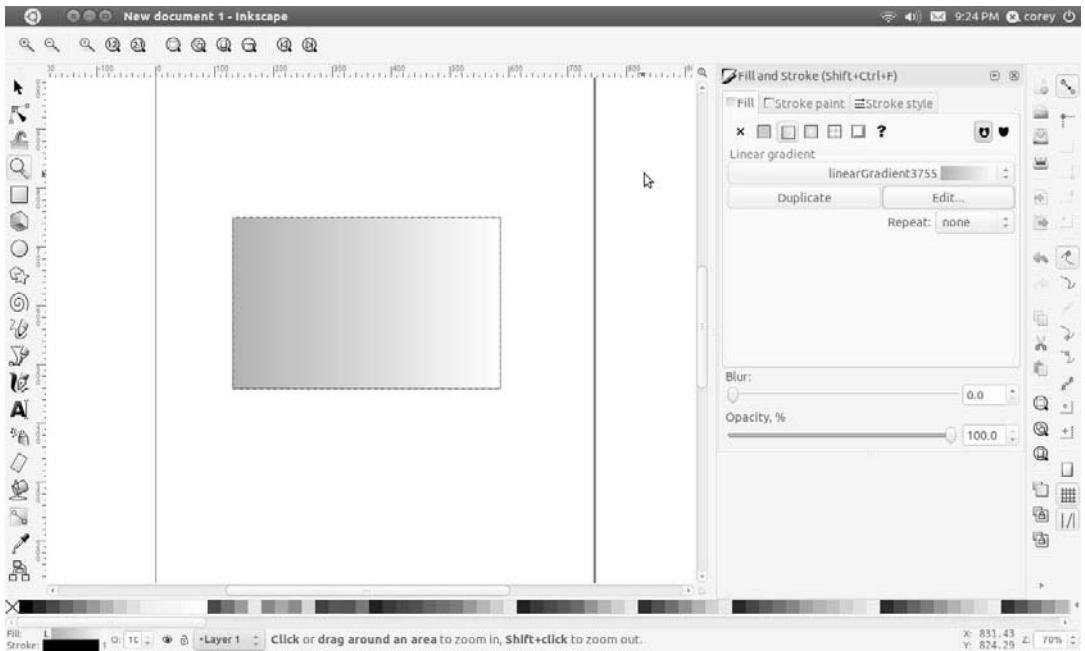 New document 1 - Inkscape
9:24 PM corey
Fill and Stroke (Shift+Ctrl+F)
Fill Stroke paint Stroke style
?
Linear gradient
linearGradient3755
Duplicate Edit...
Repeat: none
Blur:
0.0
Opacity, %
100.0
Fill: L
Stroke: 1
O: Layer 1 Click or drag around an area to zoom in, Shift+click to zoom out.
X: 831.43
Y: 824.29
Z: 70%